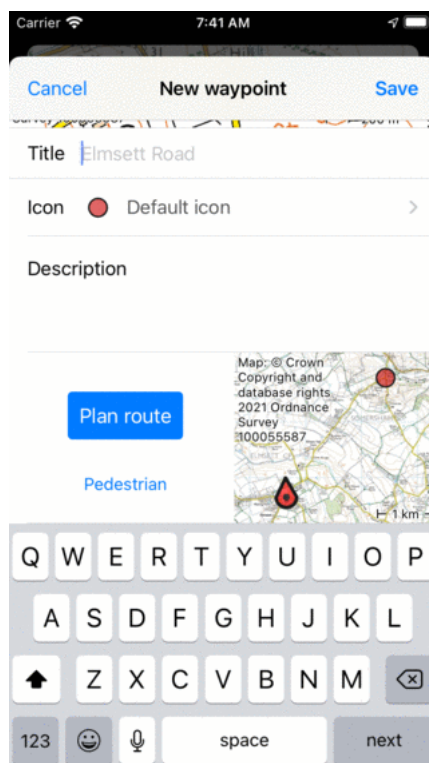 Carrier 7:41 AM
Cancel New waypoint Save
Title Elmsett Road
Icon Default icon
Description
Map: © Crown
Copyright and
database rights
2021 Ordnance
Survey
100055587
Plan route
Pedestrian
1 km
Q W E R T Y U I O P
A S D F G H J K L
Z X C V B N M
123 space next